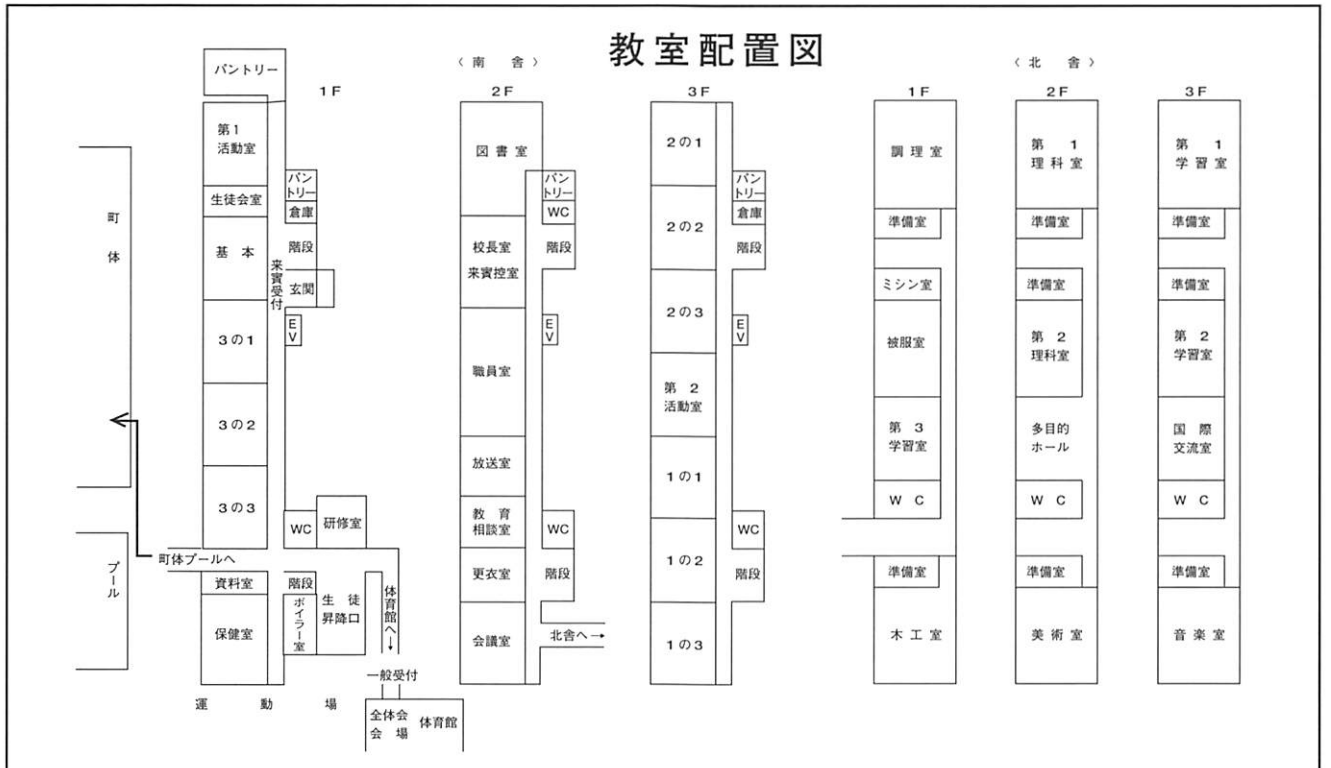 教室配置図
〈 南　舎 〉
〈 北　舎 〉
1F
2F
3F
1F
2F
3F
町
体
プール
パントリー
第1
活動室
生徒会室
基　本
3の1
3の2
3の3
町体プールへ
資料室
保健室
運　動　場
パン
トリー
倉庫
階段
来賓受付
玄関
EV
WC
研修室
階段
ボイラー室
生　徒
昇降口
体育館へ↓
一般受付
全体会
会　場
体育館
図書室
校長室
来賓控室
職員室
放送室
教　育
相談室
更衣室
会議室
パン
トリー
WC
階段
EV
WC
階段
北舎へ→
2の1
2の2
2の3
第　2
活動室
1の1
1の2
1の3
パン
トリー
倉庫
階段
EV
WC
階段
調理室
準備室
ミシン室
被服室
第　3
学習室
WC
準備室
木工室
第　1
理科室
準備室
準備室
第　2
理科室
多目的
ホール
WC
準備室
美術室
第　1
学習室
準備室
準備室
第　2
学習室
国　際
交流室
WC
準備室
音楽室